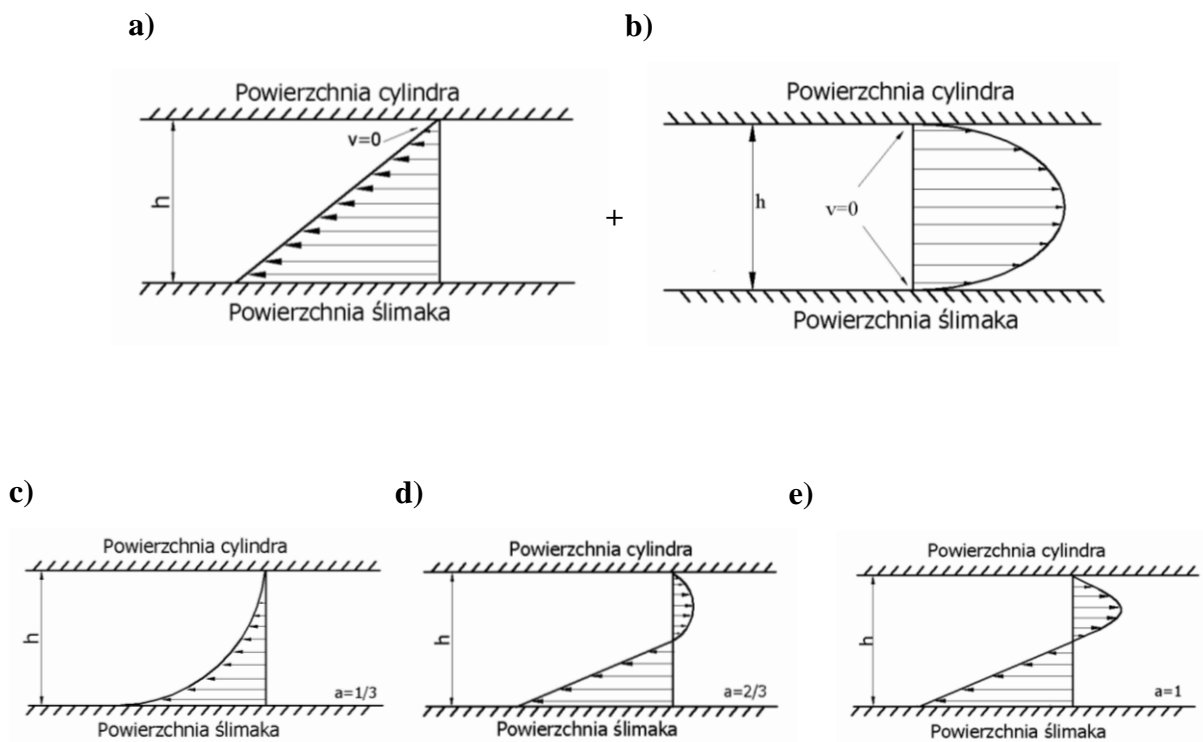 a)
Powierzchnia cylindra
v=0
h
Powierzchnia ślimaka
+
b)
Powierzchnia cylindra
h
v=0
Powierzchnia ślimaka
c)
Powierzchnia cylindra
h
a=1/3
Powierzchnia ślimaka
d)
Powierzchnia cylindra
h
a=2/3
Powierzchnia ślimaka
e)
Powierzchnia cylindra
h
a=1
Powierzchnia ślimaka